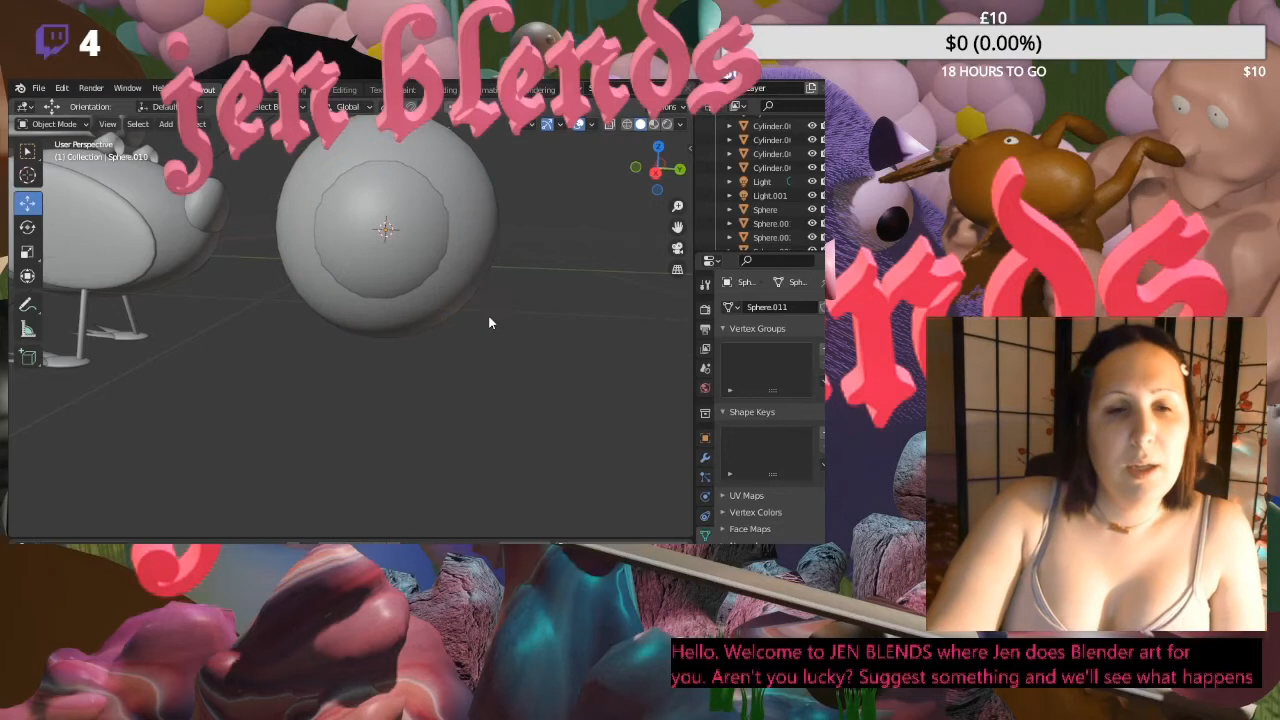 4
jen blends
£10
$0 (0.00%)
18 HOURS TO GO
$10
File Edit Render Window
Orientation:
Global
Object Mode View Select Add
User Perspective
(1) Collection | Sphere.010
Cylinder.0
Cylinder.0
Cylinder.0
Cylinder.0
Light
Light.001
Sphere
Sphere.00
Sphere.00
Sph..
Sph..
Sphere.011
Vertex Groups
Shape Keys
UV Maps
Vertex Colors
Face Maps
Hello. Welcome to JEN BLENDS where Jen does Blender art for
you. Aren't you lucky? Suggest something and we'll see what happens